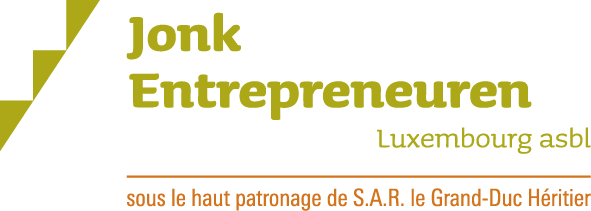 Jonk
Entrepreneuren
Luxembourg asbl
sous le haut patronage de S.A.R. le Grand-Duc Héritier